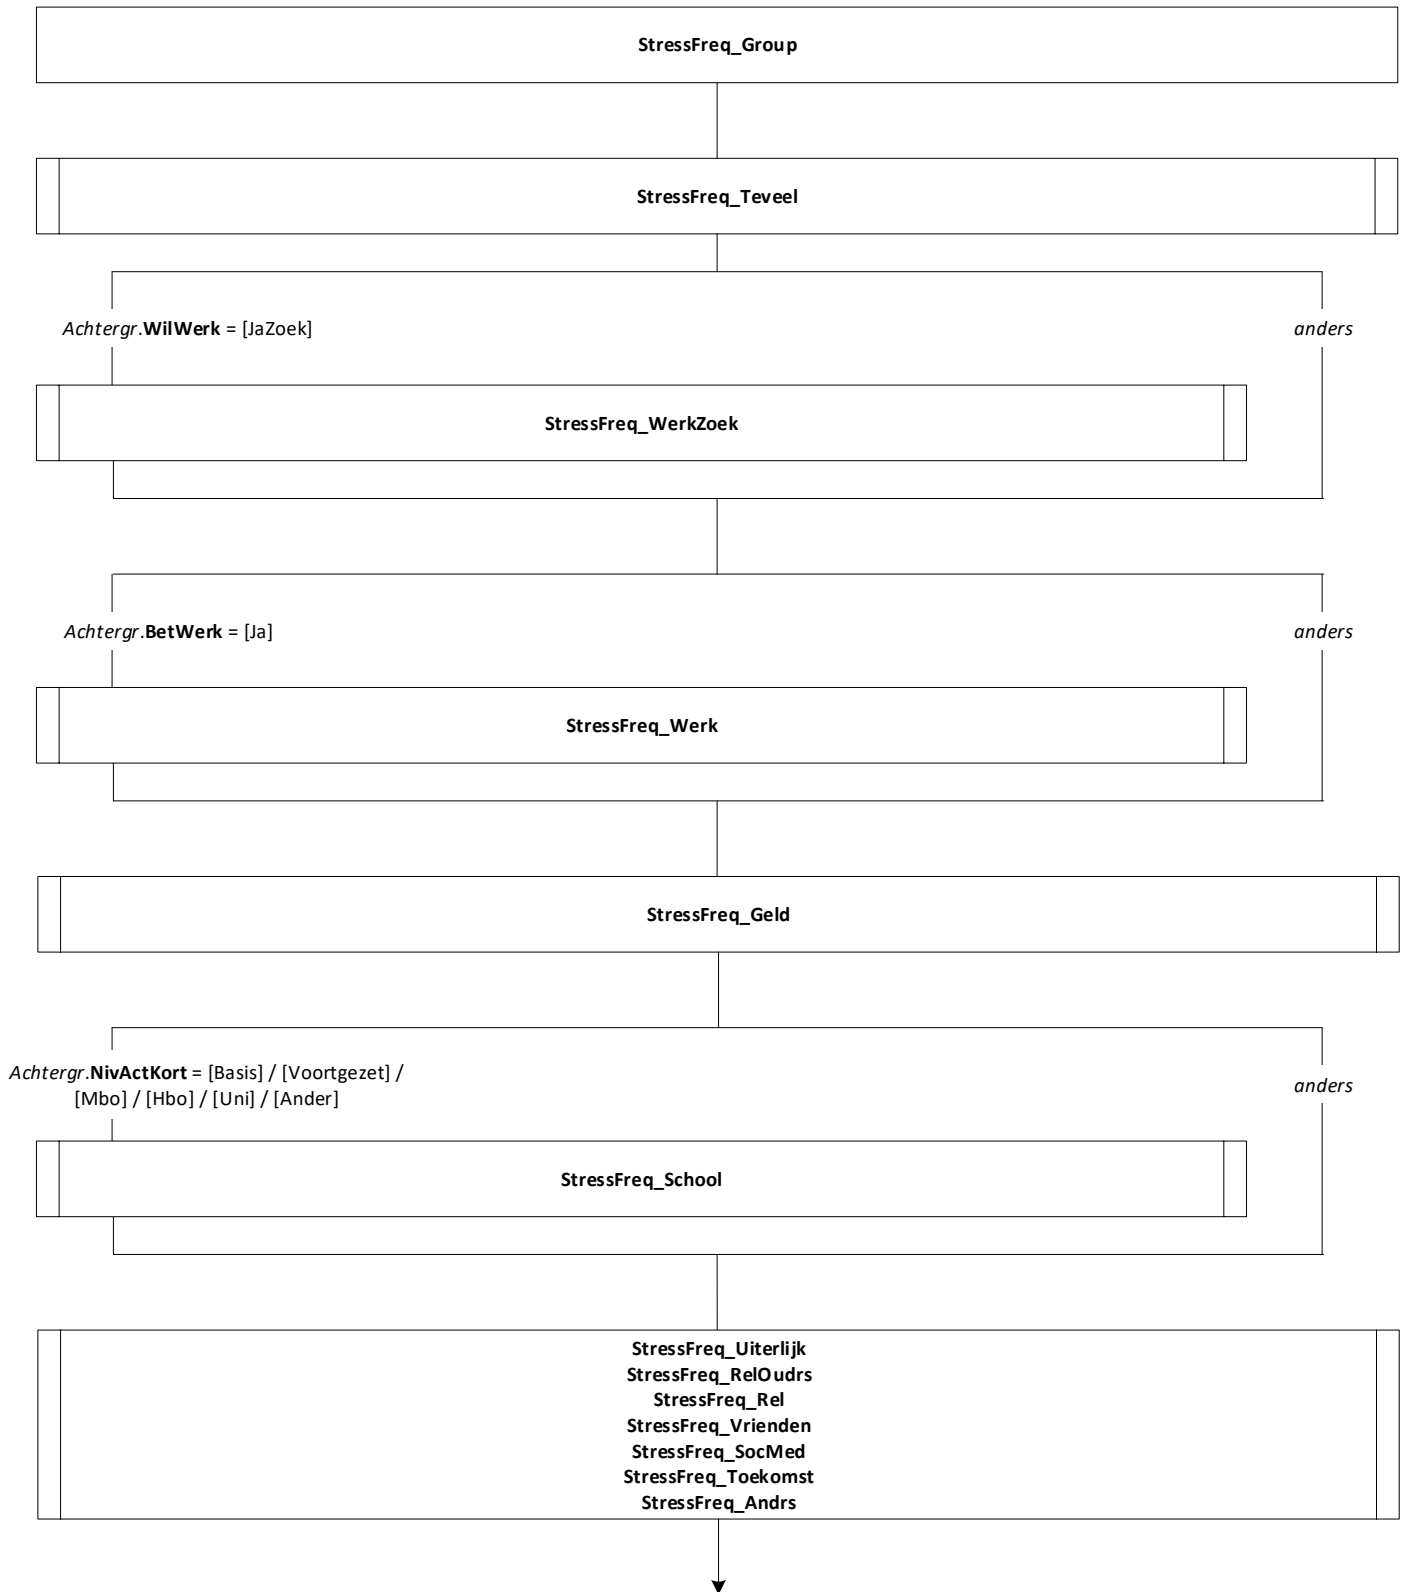 StressFreq_Group
StressFreq_Teveel
Achtergr.WilWerk = [JaZoek]
anders
StressFreq_WerkZoek
Achtergr.BetWerk = [Ja]
anders
StressFreq_Werk
StressFreq_Geld
Achtergr.NivActKort = [Basis] / [Voortgezet] /
[Mbo] / [Hbo] / [Uni] / [Ander]
anders
StressFreq_School
StressFreq_Uiterlijk
StressFreq_RelOudrs
StressFreq_Rel
StressFreq_Vrienden
StressFreq_SocMed
StressFreq_Toekomst
StressFreq_Andrs